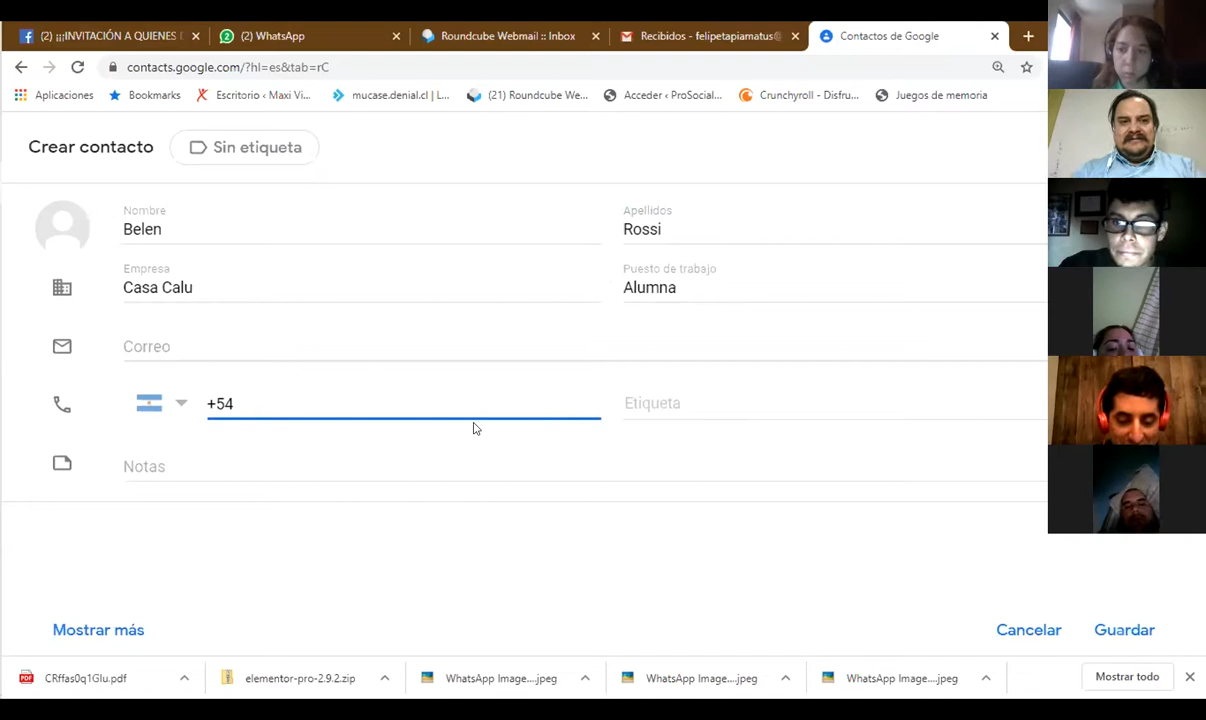 (2) ¡¡¡INVITACIÓN A QUIENES D
(2) WhatsApp
Roundcube Webmail :: Inbox
Recibidos - felipetapiamatus@
Contactos de Google
contacts.google.com/?hl=es&tab=rC
Aplicaciones
Bookmarks
Escritorio ‹ Maxi Vi...
mucase.denial.cl | L...
(21) Roundcube We...
Acceder ‹ ProSocial...
Crunchyroll - Disfru...
Juegos de memoria
Crear contacto
Sin etiqueta
Nombre
Belen
Apellidos
Rossi
Empresa
Casa Calu
Puesto de trabajo
Alumna
Correo
+54
Etiqueta
Notas
Mostrar más
Cancelar
Guardar
CRffas0q1Glu.pdf
elementor-pro-2.9.2.zip
WhatsApp Image....jpeg
WhatsApp Image....jpeg
WhatsApp Image....jpeg
Mostrar todo